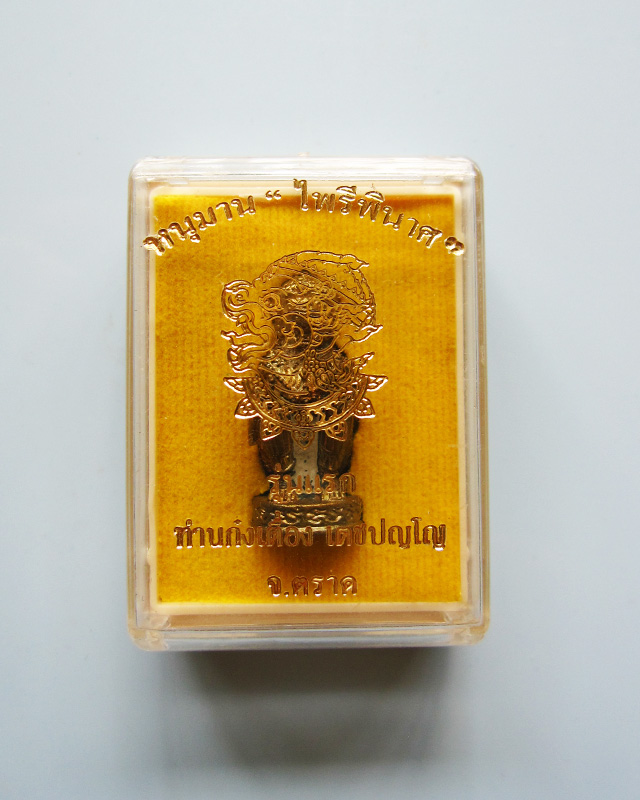 หนุมาน “ ไพรีพินาศ ”
รุ่นแรก
ท่านก๋งเดื่อง เตชปญโญ
จ.ตราด